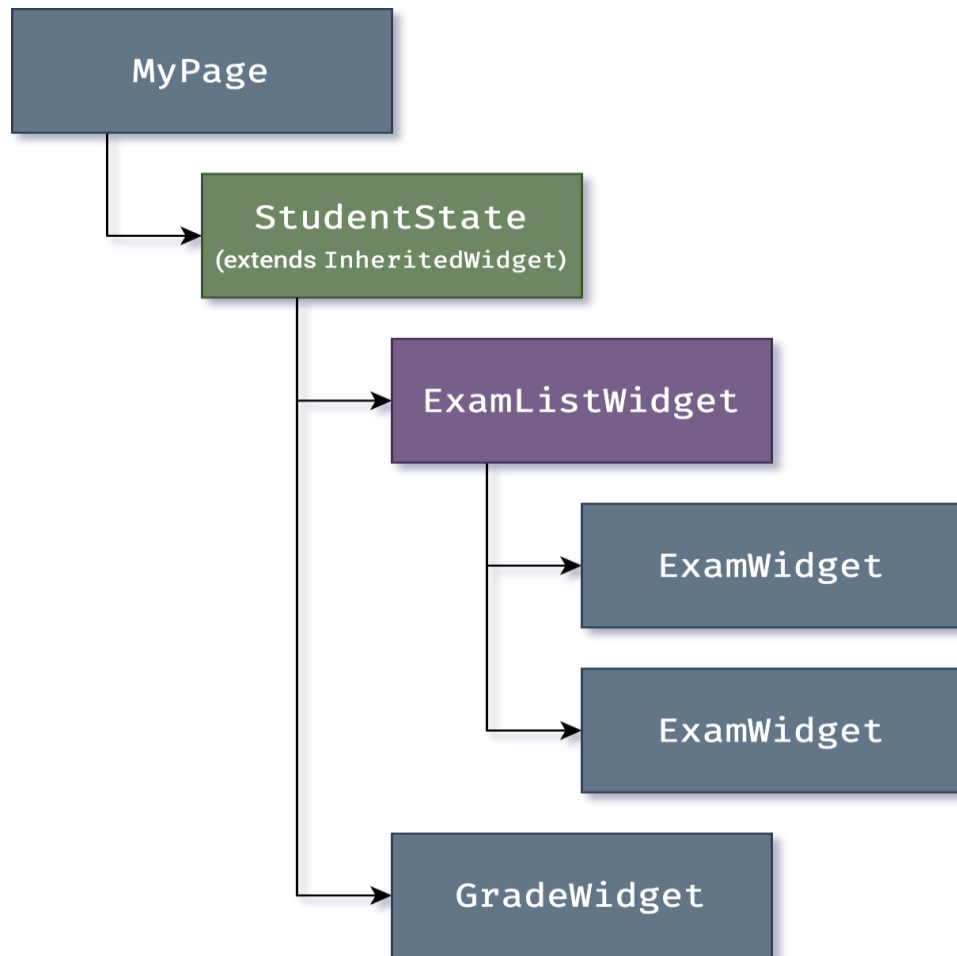 MyPage
StudentState
(extends InheritedWidget)
ExamListWidget
ExamWidget
ExamWidget
GradeWidget